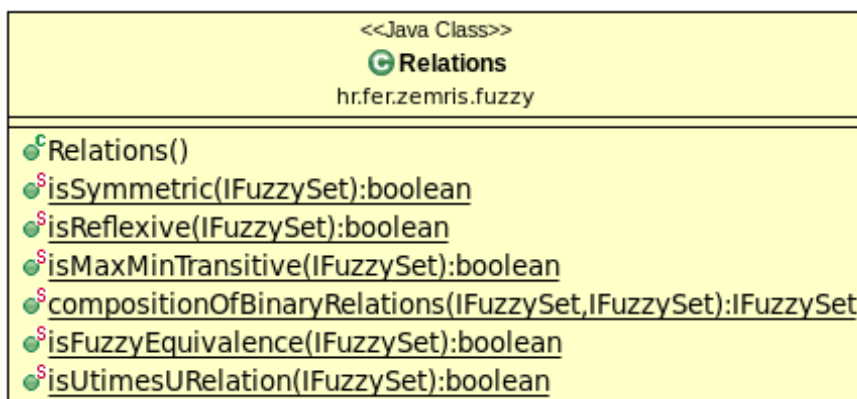 <<Java Class>>
C Relations
hr.fer.zemris.fuzzy
C Relations()
S isSymmetric(IFuzzySet):boolean
S isReflexive(IFuzzySet):boolean
S isMaxMinTransitive(IFuzzySet):boolean
S compositionOfBinaryRelations(IFuzzySet,IFuzzySet):IFuzzySet
S isFuzzyEquivalence(IFuzzySet):boolean
S isUtimesURelation(IFuzzySet):boolean